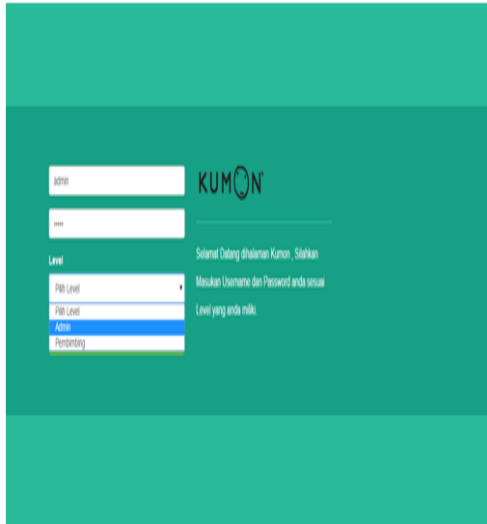 admin
•••••
Level
Pilih Level
Pilih Level
Admin
Pembimbing
KUMON
Selamat Datang dihalaman Kumon , Silahkan
Masukan Username dan Password anda sesuai
Level yang anda miliki.